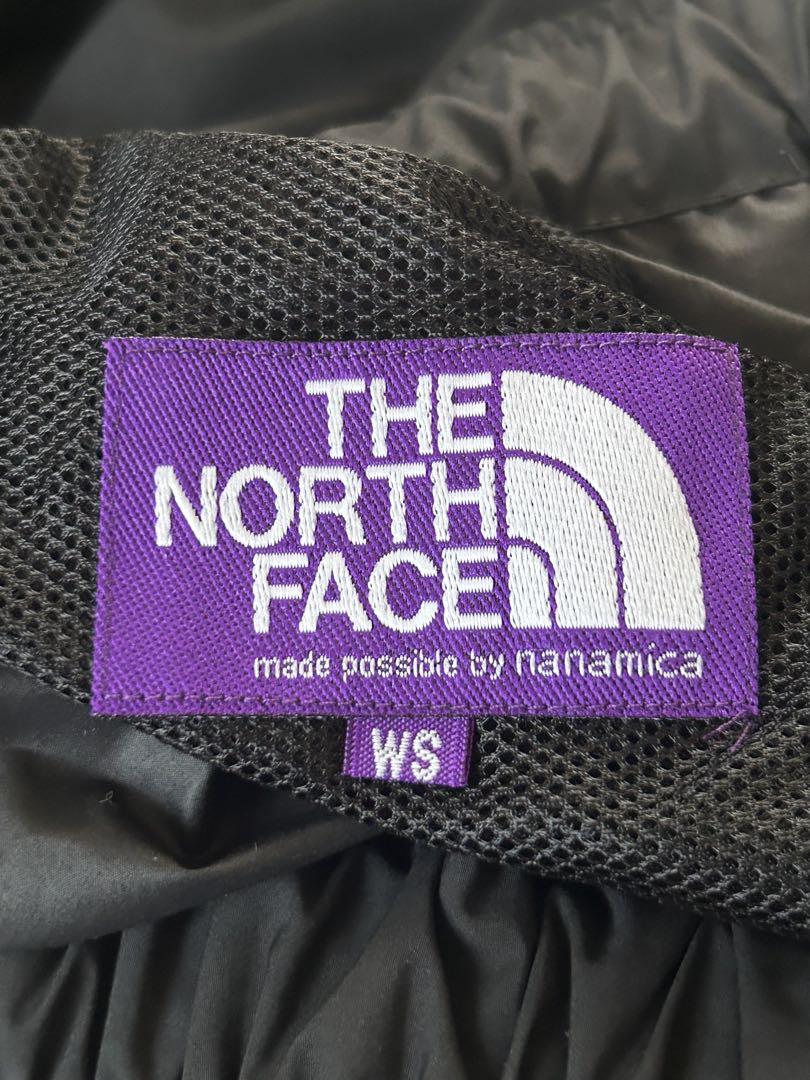 THE
NORTH
FACE
made possible by nanamica
WS